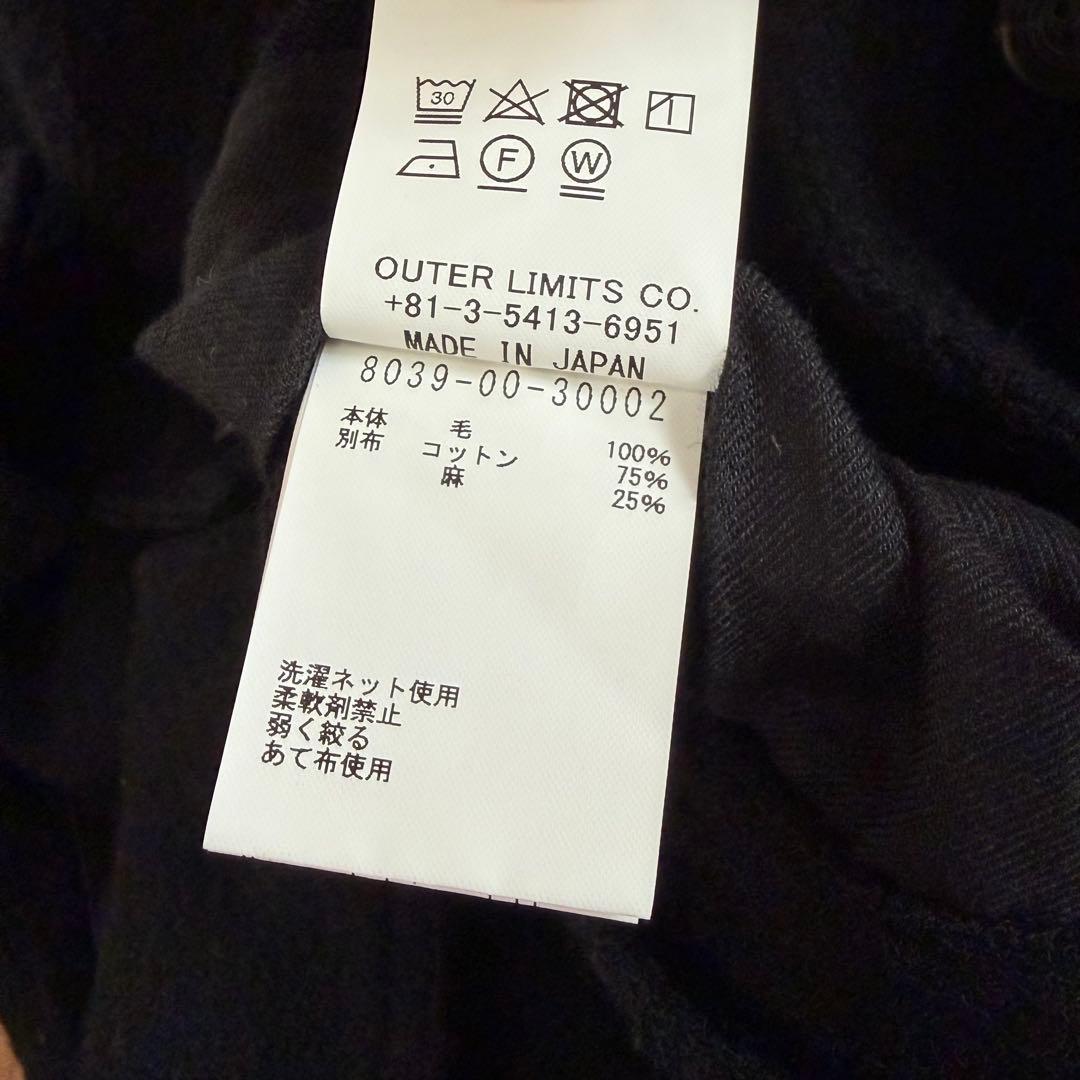 30
F W
OUTER LIMITS CO.
+81-3-5413-6951
MADE IN JAPAN
8039-00-30002
本体 毛 100%
別布 コットン 75%
麻 25%
洗濯ネット使用
柔軟剤禁止
弱く絞る
あて布使用